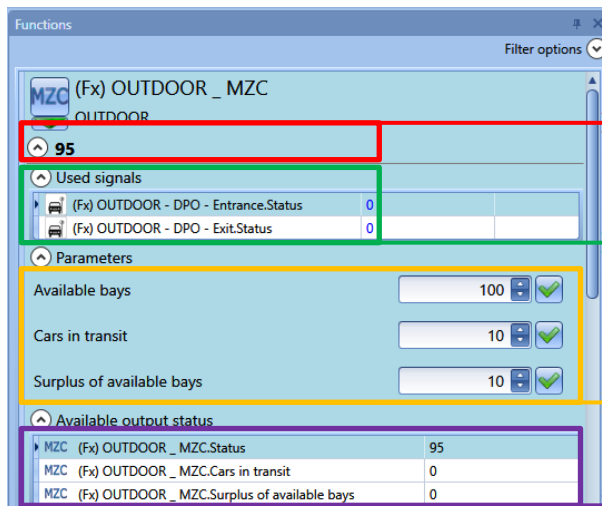 Functions
Filter options
MZC (Fx) OUTDOOR _ MZC
OUTDOOR
95
Used signals
(Fx) OUTDOOR - DPO - Entrance.Status 0
(Fx) OUTDOOR - DPO - Exit.Status 0
Parameters
Available bays 100
Cars in transit 10
Surplus of available bays 10
Available output status
MZC (Fx) OUTDOOR _ MZC.Status 95
MZC (Fx) OUTDOOR _ MZC.Cars in transit 0
MZC (Fx) OUTDOOR _ MZC.Surplus of available bays 0